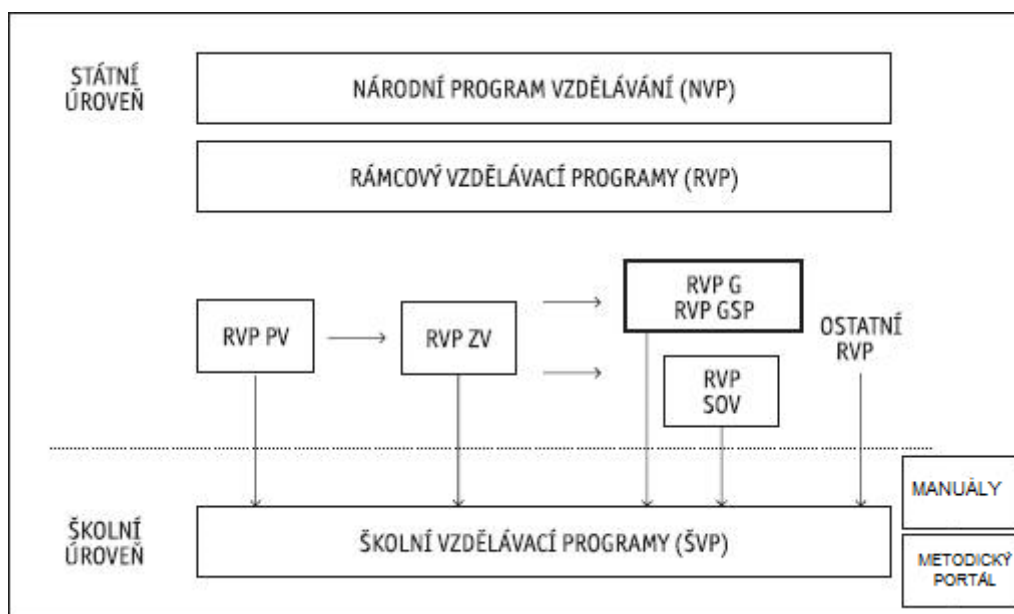 STÁTNÍ
ÚROVEŇ
NÁRODNÍ PROGRAM VZDĚLÁVÁNÍ (NVP)
RÁMCOVÝ VZDĚLÁVACÍ PROGRAMY (RVP)
RVP PV
RVP ZV
RVP G
RVP GSP
RVP
SOV
OSTATNÍ
RVP
ŠKOLNÍ
ÚROVEŇ
ŠKOLNÍ VZDĚLÁVACÍ PROGRAMY (ŠVP)
MANUÁLY
METODICKÝ
PORTÁL